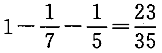 1 - 1/7 - 1/5 = 23/35